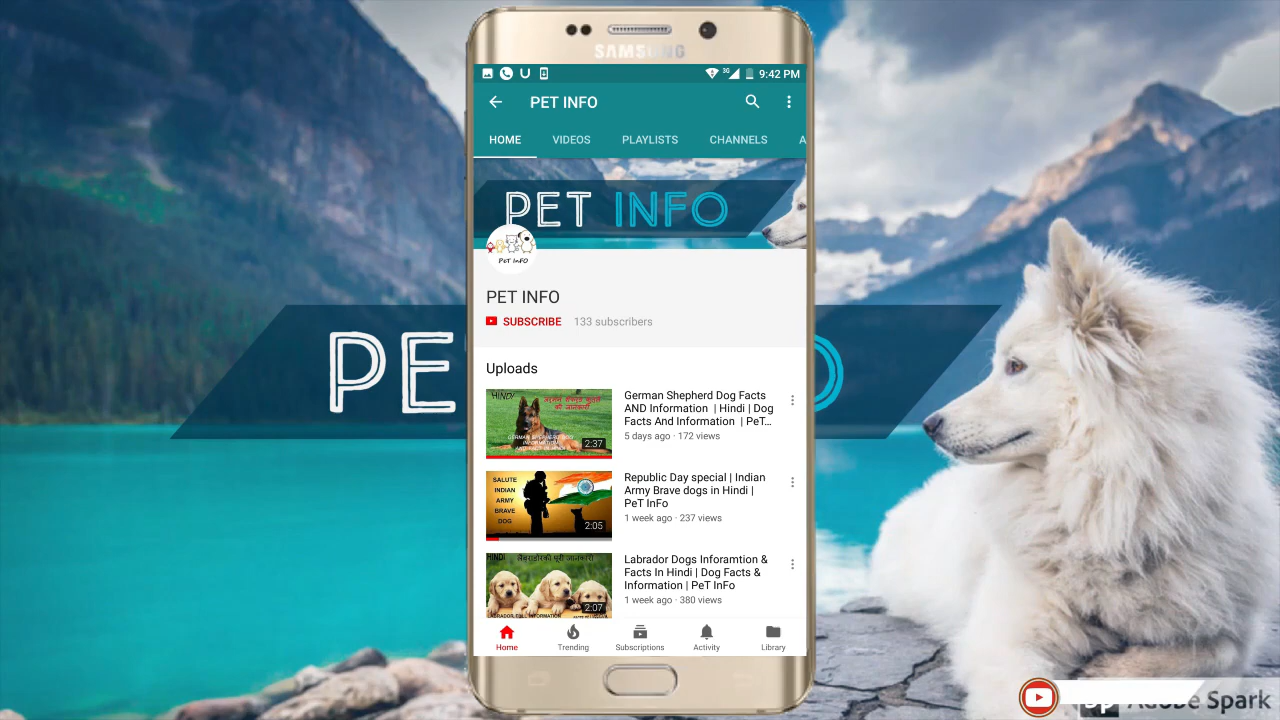 SAMSUNG
3G 9:42 PM
PET INFO
HOME VIDEOS PLAYLISTS CHANNELS A
PET INFO
PeT InFO
PET INFO
SUBSCRIBE 133 subscribers
PE O
Uploads
HINDI
2:37
German Shepherd Dog Facts
AND Information | Hindi | Dog
Facts And Information | PeT...
5 days ago · 172 views
SALUTE
INDIAN
ARMY
BRAVE
DOG
2:05
Republic Day special | Indian
Army Brave dogs in Hindi |
PeT InFo
1 week ago · 237 views
HINDI
2:07
Labrador Dogs Inforamtion &
Facts In Hindi | Dog Facts &
Information | PeT InFo
1 week ago · 380 views
Home Trending Subscriptions Activity Library
Adobe Spark